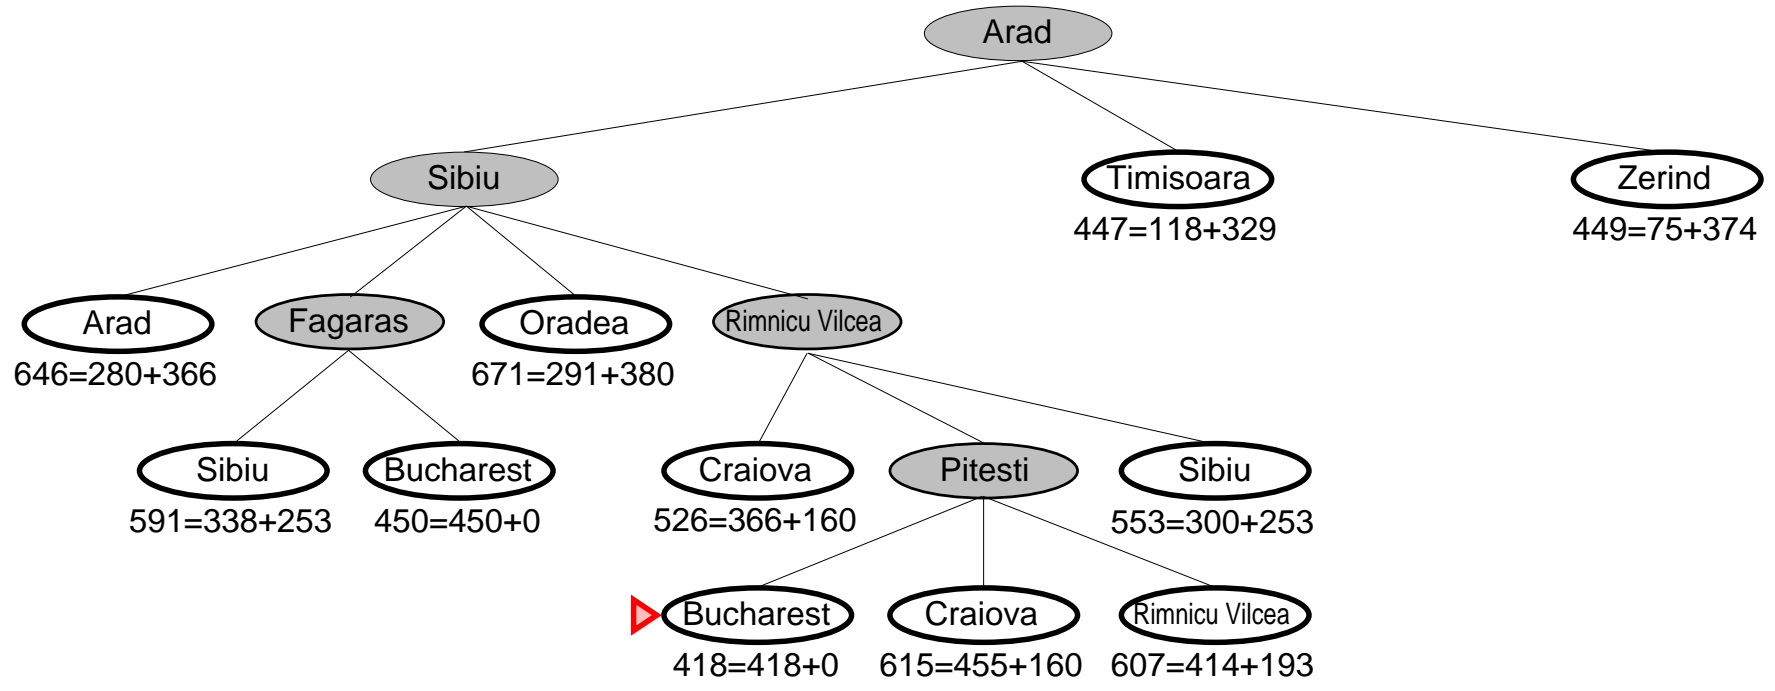 Arad
Sibiu Timisoara Zerind
447=118+329 449=75+374
Arad Fagaras Oradea Rimnicu Vilcea
646=280+366 671=291+380
Sibiu Bucharest Craiova Pitesti Sibiu
591=338+253 450=450+0 526=366+160 553=300+253
Bucharest Craiova Rimnicu Vilcea
418=418+0 615=455+160 607=414+193